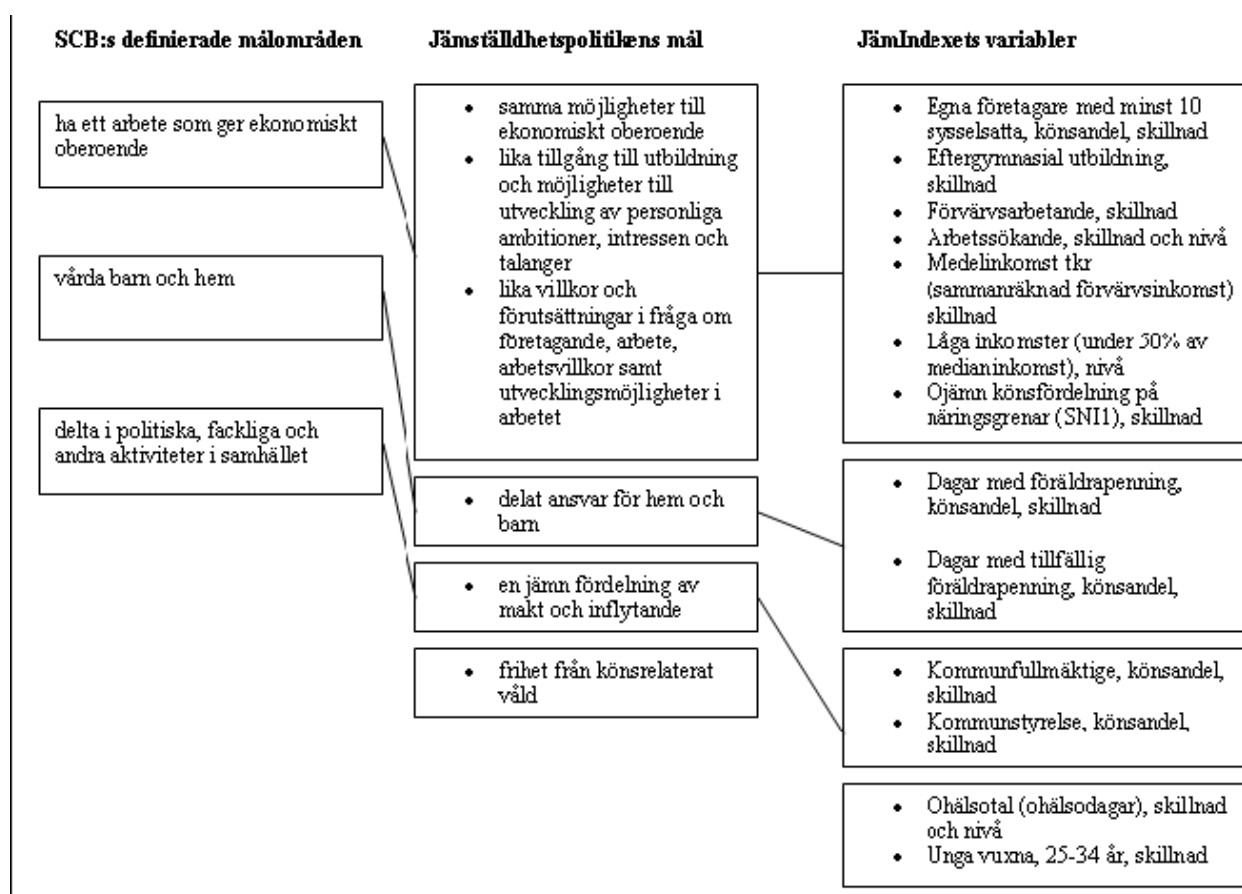 SCB:s definierade målområden
ha ett arbete som ger ekonomiskt
oberoende
vårda barn och hem
delta i politiska, fackliga och
andra aktiviteter i samhället
Jämställdhetspolitikens mål
• samma möjligheter till
ekonomiskt oberoende
• lika tillgång till utbildning
och möjligheter till
utveckling av personliga
ambitioner, intressen och
talanger
• lika villkor och
förutsättningar i fråga om
företagande, arbete,
arbetsvillkor samt
utvecklingsmöjligheter i
arbetet
• delat ansvar för hem och
barn
• en jämn fördelning av
makt och inflytande
• frihet från könsrelaterat
våld
JämIndexets variabler
• Egna företagare med minst 10
sysselsatta, könsandel, skillnad
• Eftergymnasial utbildning,
skillnad
• Förvärvsarbetande, skillnad
• Arbetssökande, skillnad och nivå
• Medelinkomst tkr
(sammanräknad förvärvsinkomst)
skillnad
• Låga inkomster (under 50% av
medianinkomst), nivå
• Ojämn könsfördelning på
näringsgrenar (SNI1), skillnad
• Dagar med föräldrapenning,
könsandel, skillnad
• Dagar med tillfällig
föräldrapenning, könsandel,
skillnad
• Kommunfullmäktige, könsandel,
skillnad
• Kommunstyrelse, könsandel,
skillnad
• Ohälsotal (ohälsodagar), skillnad
och nivå
• Unga vuxna, 25-34 år, skillnad